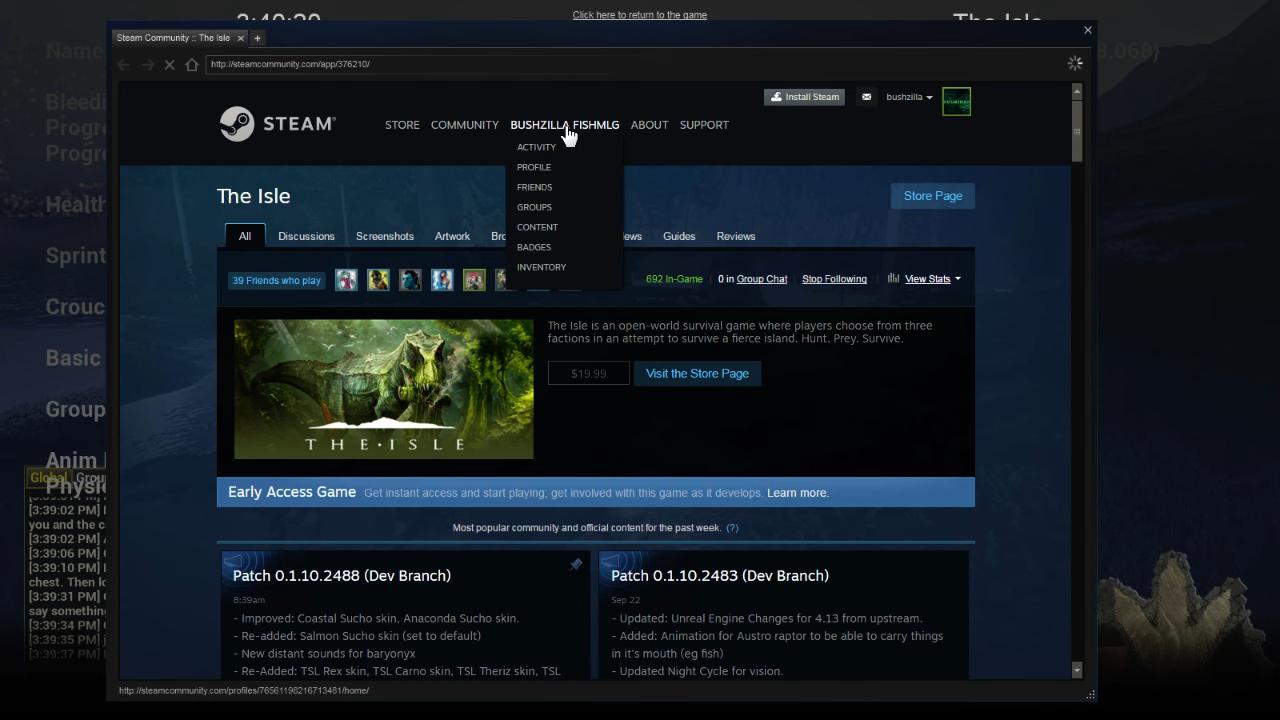 3:40:20
Click here to return to the game
The Isle
Steam Community :: The Isle
http://steamcommunity.com/app/376210/
Install Steam
bushzilla
STEAM
STORE
COMMUNITY
BUSHZILLA FISHMLG
ABOUT
SUPPORT
ACTIVITY
PROFILE
FRIENDS
GROUPS
CONTENT
BADGES
INVENTORY
The Isle
Store Page
All
Discussions
Screenshots
Artwork
Guides
Reviews
39 Friends who play
692 In-Game
0 in Group Chat
Stop Following
View Stats
The Isle is an open-world survival game where players choose from three
factions in an attempt to survive a fierce island. Hunt. Prey. Survive.
$19.99
Visit the Store Page
THE·ISLE
Early Access Game
Get instant access and start playing; get involved with this game as it develops. Learn more.
Most popular community and official content for the past week. (?)
Patch 0.1.10.2488 (Dev Branch)
8:39am
- Improved: Coastal Sucho skin, Anaconda Sucho skin.
- Re-added: Salmon Sucho skin (set to default)
- New distant sounds for baryonyx
- Re-Added: TSL Rex skin, TSL Carno skin, TSL Theriz skin, TSL
Patch 0.1.10.2483 (Dev Branch)
Sep 22
- Updated: Unreal Engine Changes for 4.13 from upstream.
- Added: Animation for Austro raptor to be able to carry things
in it's mouth (eg fish)
- Updated Night Cycle for vision.
http://steamcommunity.com/profiles/76561198216713481/home/
Name
Bleedi
Progre
Progre
Health
Sprint
Crouc
Basic
Group
Anim
Physic
Global
Grou
[3:39:02 PM]
you and the c
[3:39:02 PM]
[3:39:06 PM]
[3:39:10 PM]
chest. Then lo
[3:39:31 PM]
say somethin
[3:39:34 PM]
[3:39:35 PM]
[3:39:37 PM]